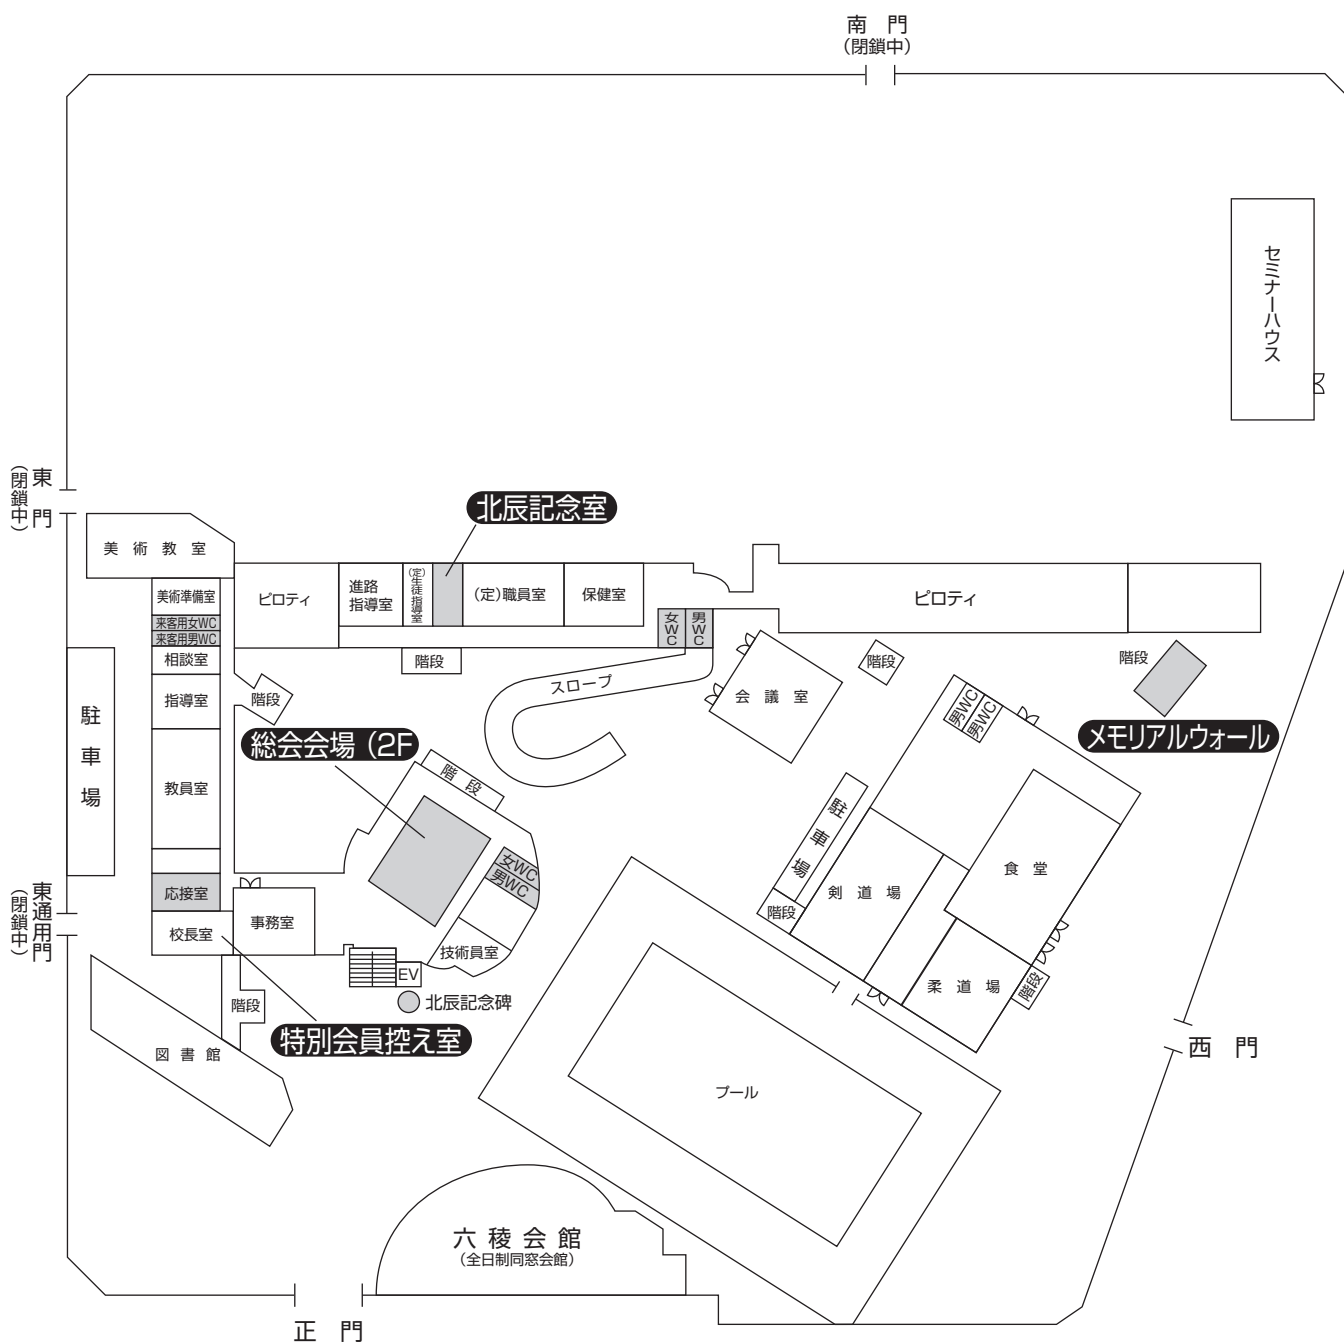 南 門
(閉鎖中)
セミナーハウス
東門
(閉鎖中)
北辰記念室
美 術 教 室
美術準備室
来客用女WC
来客用男WC
相談室
指導室
教員室
応接室
校長室
事務室
ピロティ
進路
指導室
(定)生徒指導室
(定)職員室
保健室
女WC
男WC
ピロティ
階段
階段
スロープ
会 議 室
階段
階段
メモリアルウォール
男WC
男WC
駐車場
総会会場 (2F
階 段
女WC
男WC
駐車場
階段
剣 道 場
食 堂
柔 道 場
階段
東通用門
(閉鎖中)
技術員室
EV
北辰記念碑
階段
特別会員控え室
図 書 館
プール
西 門
六 稜 会 館
(全日制同窓会館)
正 門